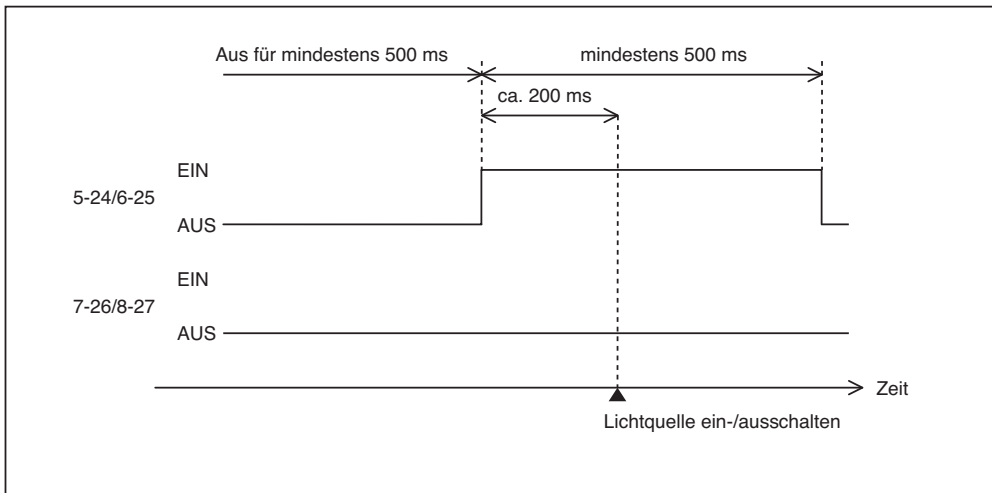 Aus für mindestens 500 ms
mindestens 500 ms
ca. 200 ms
EIN
5-24/6-25
AUS
EIN
7-26/8-27
AUS
Zeit
Lichtquelle ein-/ausschalten